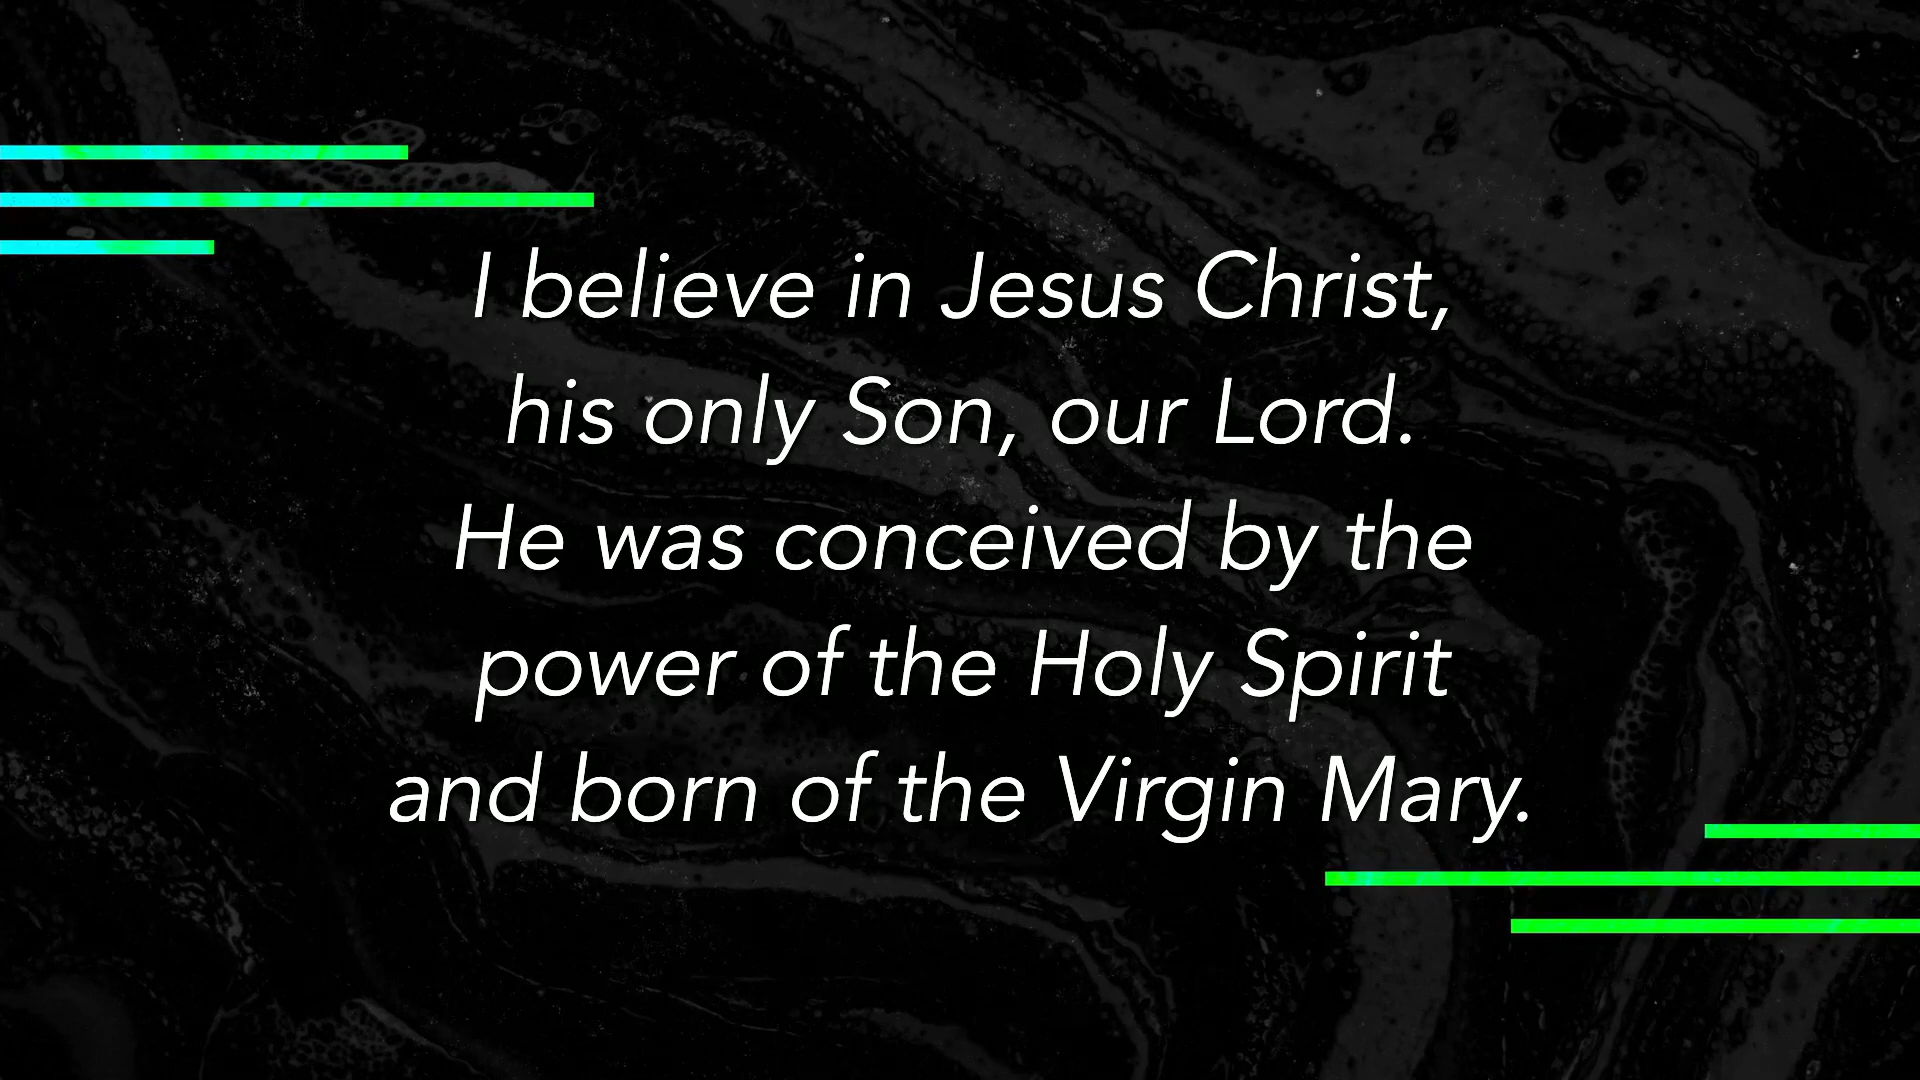 I believe in Jesus Christ,
his only Son, our Lord.
He was conceived by the
power of the Holy Spirit
and born of the Virgin Mary.